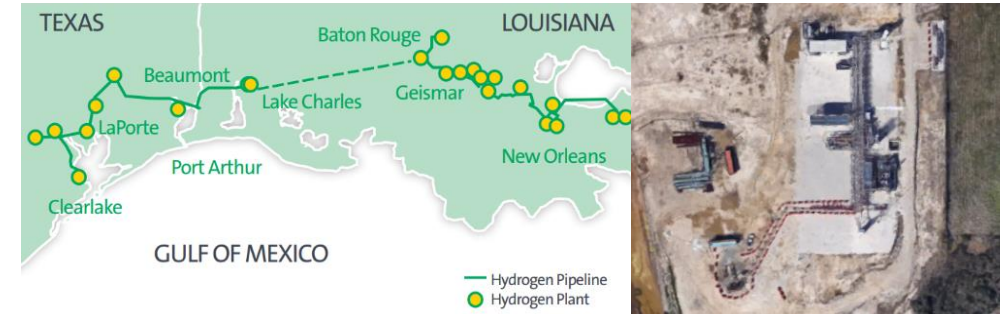 TEXAS
LOUISIANA
Baton Rouge
Beaumont
Lake Charles
Geismar
LaPorte
Port Arthur
New Orleans
Clearlake
GULF OF MEXICO
Hydrogen Pipeline
Hydrogen Plant